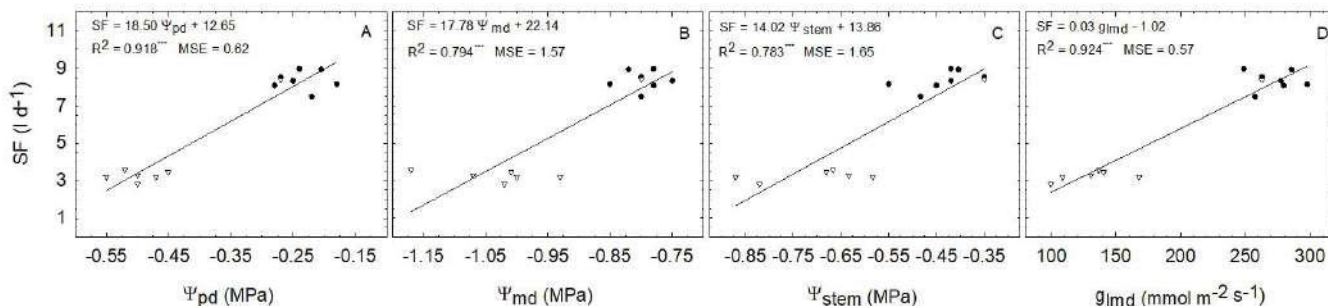 SF = 18.50 Ψpd + 12.65
R² = 0.918*** MSE = 0.62
A
SF = 17.78 Ψmd + 22.14
R² = 0.794*** MSE = 1.57
B
SF = 14.02 Ψstem + 13.86
R² = 0.783*** MSE = 1.65
C
SF = 0.03 glmd - 1.02
R² = 0.924*** MSE = 0.57
D
SF (l d⁻¹)
11
9
7
5
3
1
-0.55 -0.45 -0.35 -0.25 -0.15
-1.15 -1.05 -0.95 -0.85 -0.75
-0.85 -0.75 -0.65 -0.55 -0.45 -0.35
100 150 200 250 300
Ψpd (MPa)
Ψmd (MPa)
Ψstem (MPa)
glmd (mmol m⁻² s⁻¹)